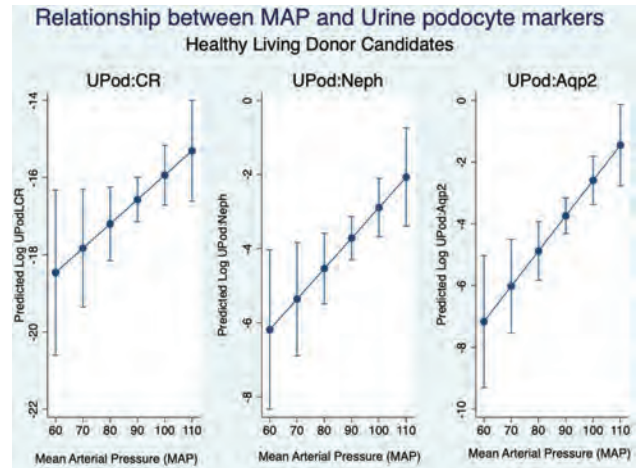 Relationship between MAP and Urine podocyte markers
Healthy Living Donor Candidates
UPod:CR
Predicted Log UPodLCR
-14
-16
-18
-20
-22
60 70 80 90 100 110
Mean Arterial Pressure (MAP)
UPod:Neph
Predicted Log UPod:Neph
0
-2
-4
-6
-8
60 70 80 90 100 110
Mean Arterial Pressure (MAP)
UPod:Aqp2
Predicted Log UPod:Aqp2
0
-2
-4
-6
-8
-10
60 70 80 90 100 110
Mean Arterial Pressure (MAP)